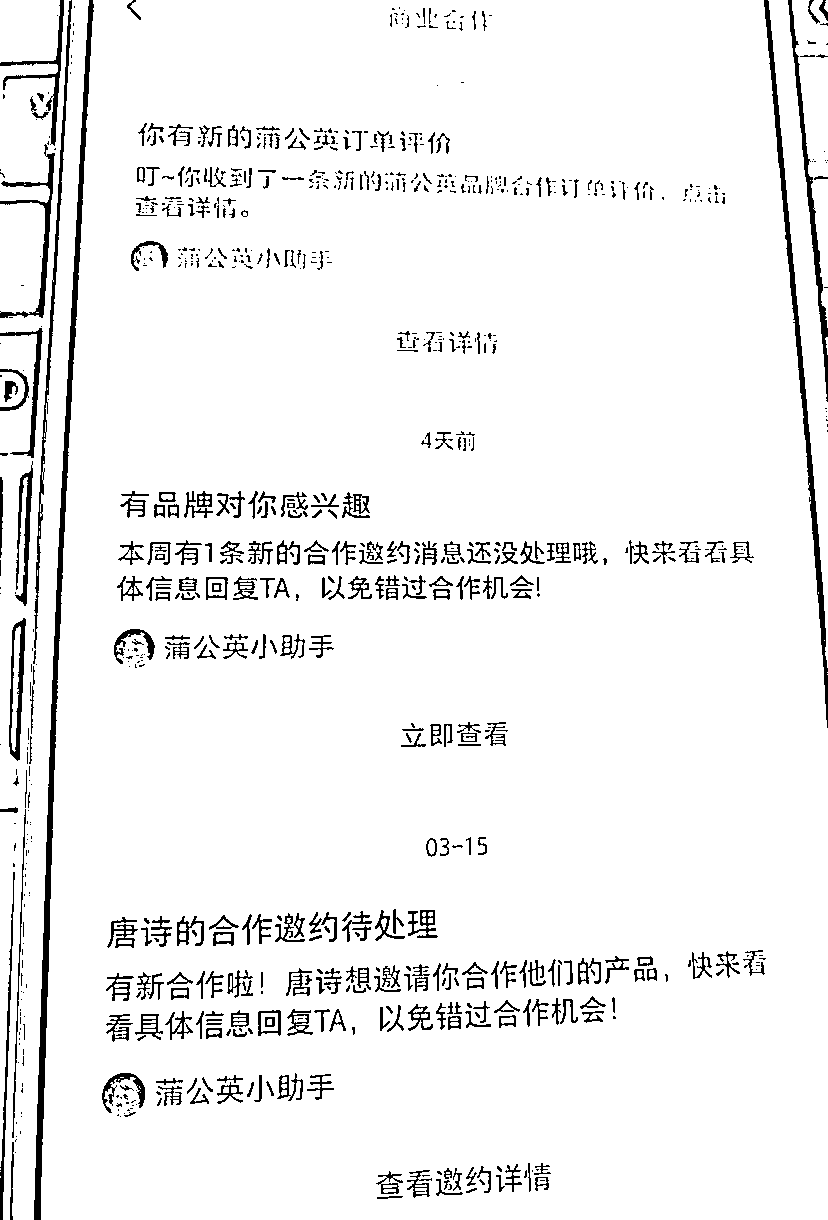 商业合作
你有新的蒲公英订单评价
叮~你收到了一条新的蒲公英品牌合作订单评价，点击
查看详情。
蒲公英小助手
查看详情
4天前
有品牌对你感兴趣
本周有1条新的合作邀约消息还没处理哦，快来看看具
体信息回复TA，以免错过合作机会!
蒲公英小助手
立即查看
03-15
唐诗的合作邀约待处理
有新合作啦！唐诗想邀请你合作他们的产品，快来看
看具体信息回复TA，以免错过合作机会!
蒲公英小助手
查看邀约详情